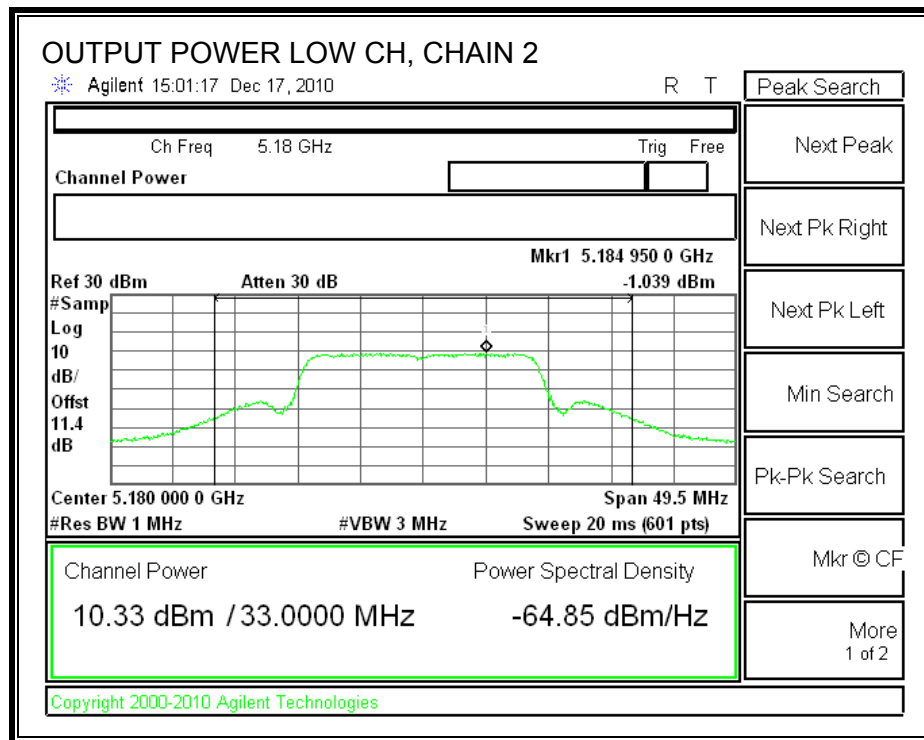 OUTPUT POWER LOW CH, CHAIN 2
Agilent 15:01:17 Dec 17, 2010 R T
Peak Search
Ch Freq 5.18 GHz Trig Free
Channel Power
Mkr1 5.184 950 0 GHz
Ref 30 dBm Atten 30 dB -1.039 dBm
#Samp
Log
10
dB/
Offst
11.4
dB
1
Center 5.180 000 0 GHz Span 49.5 MHz
#Res BW 1 MHz #VBW 3 MHz Sweep 20 ms (601 pts)
Channel Power Power Spectral Density
10.33 dBm / 33.0000 MHz -64.85 dBm/Hz
Next Peak
Next Pk Right
Next Pk Left
Min Search
Pk-Pk Search
Mkr © CF
More
1 of 2
Copyright 2000-2010 Agilent Technologies